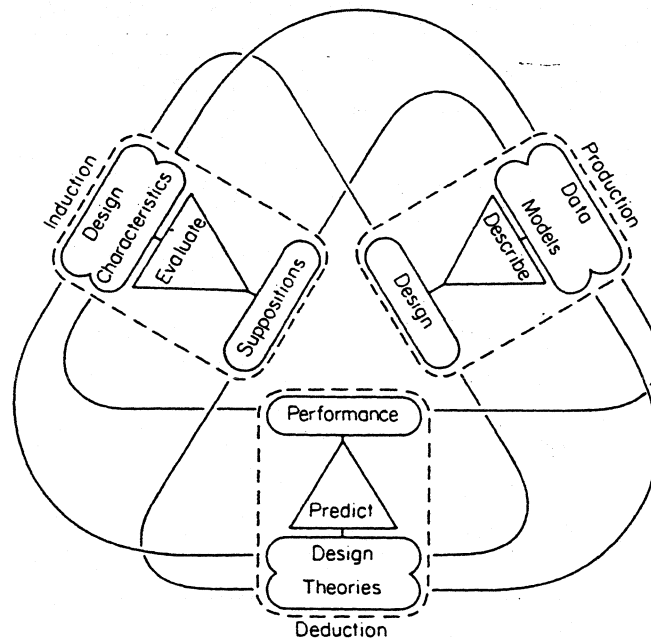 Induction
Design
Characteristics
Evaluate
Suppositions
Production
Data
Models
Describe
Design
Performance
Predict
Design
Theories
Deduction